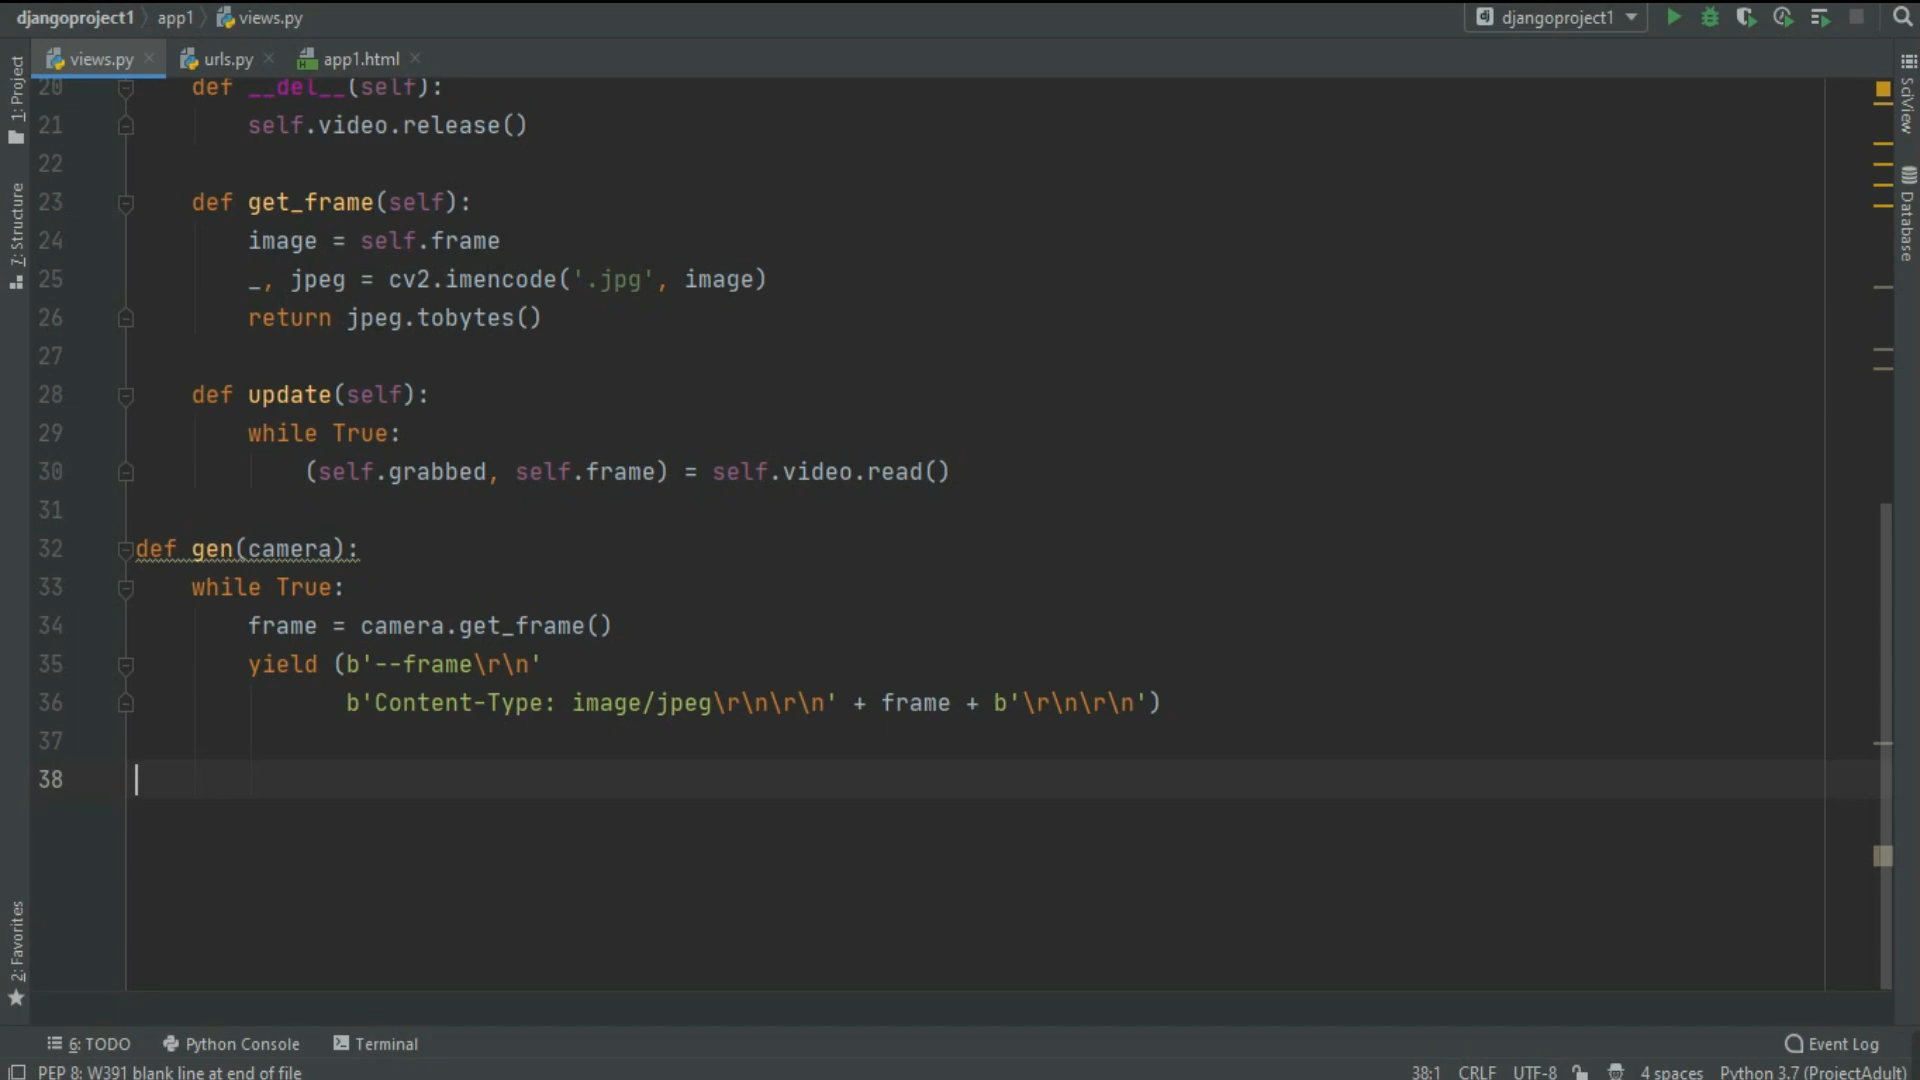 djangoproject1 app1 views.py djangoproject1
views.py urls.py app1.html
1: Project
7: Structure
2: Favorites
20 def __del__(self):
21 self.video.release()
22
23 def get_frame(self):
24 image = self.frame
25 _, jpeg = cv2.imencode('.jpg', image)
26 return jpeg.tobytes()
27
28 def update(self):
29 while True:
30 (self.grabbed, self.frame) = self.video.read()
31
32 def gen(camera):
33 while True:
34 frame = camera.get_frame()
35 yield (b'--frame\r\n'
36 b'Content-Type: image/jpeg\r\n\r\n' + frame + b'\r\n\r\n')
37
38
SciView
Database
6: TODO Python Console Terminal Event Log
PEP 8: W391 blank line at end of file 38:1 CRLF UTF-8 4 spaces Python 3.7 (ProjectAdult)